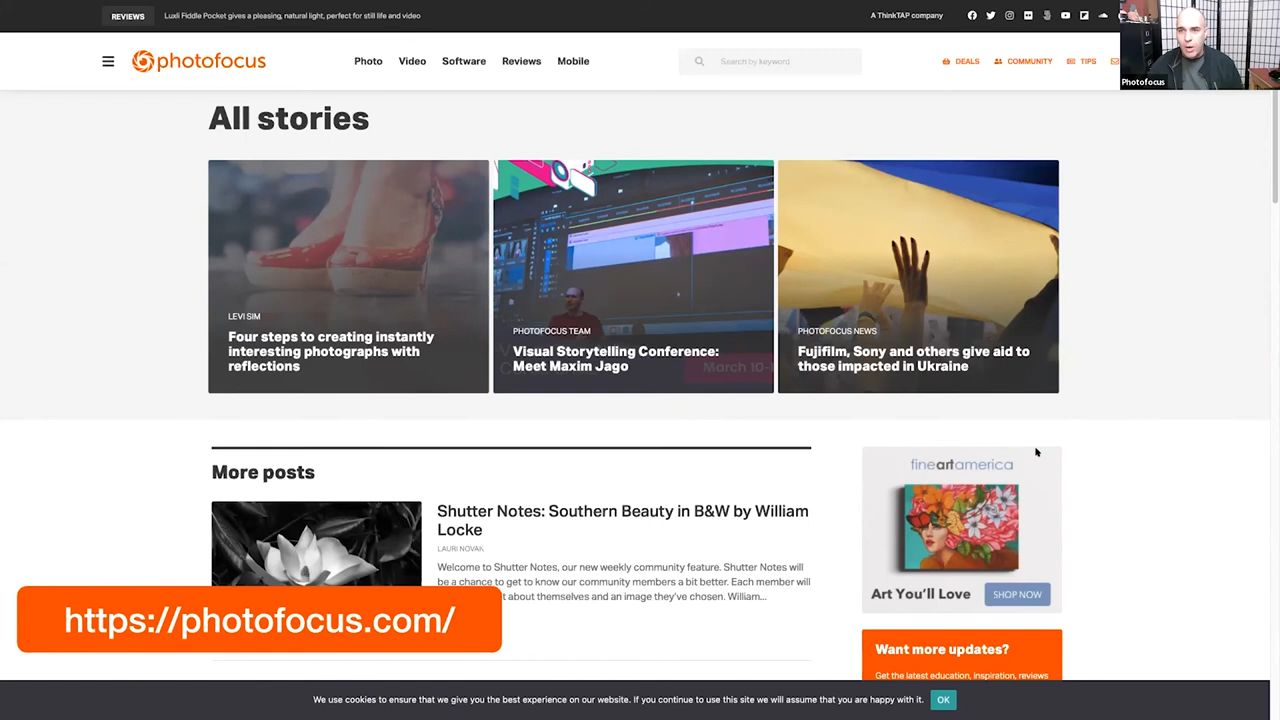 REVIEWS
Luxli Fiddle Pocket gives a pleasing, natural light, perfect for still life and video
A ThinkTAP company
photofocus
Photo
Video
Software
Reviews
Mobile
Search by keyword
DEALS
COMMUNITY
TIPS
Photofocus
All stories
LEVI SIM
Four steps to creating instantly
interesting photographs with
reflections
PHOTOFOCUS TEAM
Visual Storytelling Conference:
Meet Maxim Jago
March 10-1
PHOTOFOCUS NEWS
Fujifilm, Sony and others give aid to
those impacted in Ukraine
More posts
Shutter Notes: Southern Beauty in B&W by William
Locke
LAURI NOVAK
Welcome to Shutter Notes, our new weekly community feature. Shutter Notes will
be a chance to get to know our community members a bit better. Each member will
t about themselves and an image they've chosen. William...
fineartamerica
Art You'll Love
SHOP NOW
Want more updates?
Get the latest education, inspiration, reviews
https://photofocus.com/
We use cookies to ensure that we give you the best experience on our website. If you continue to use this site we will assume that you are happy with it.
OK